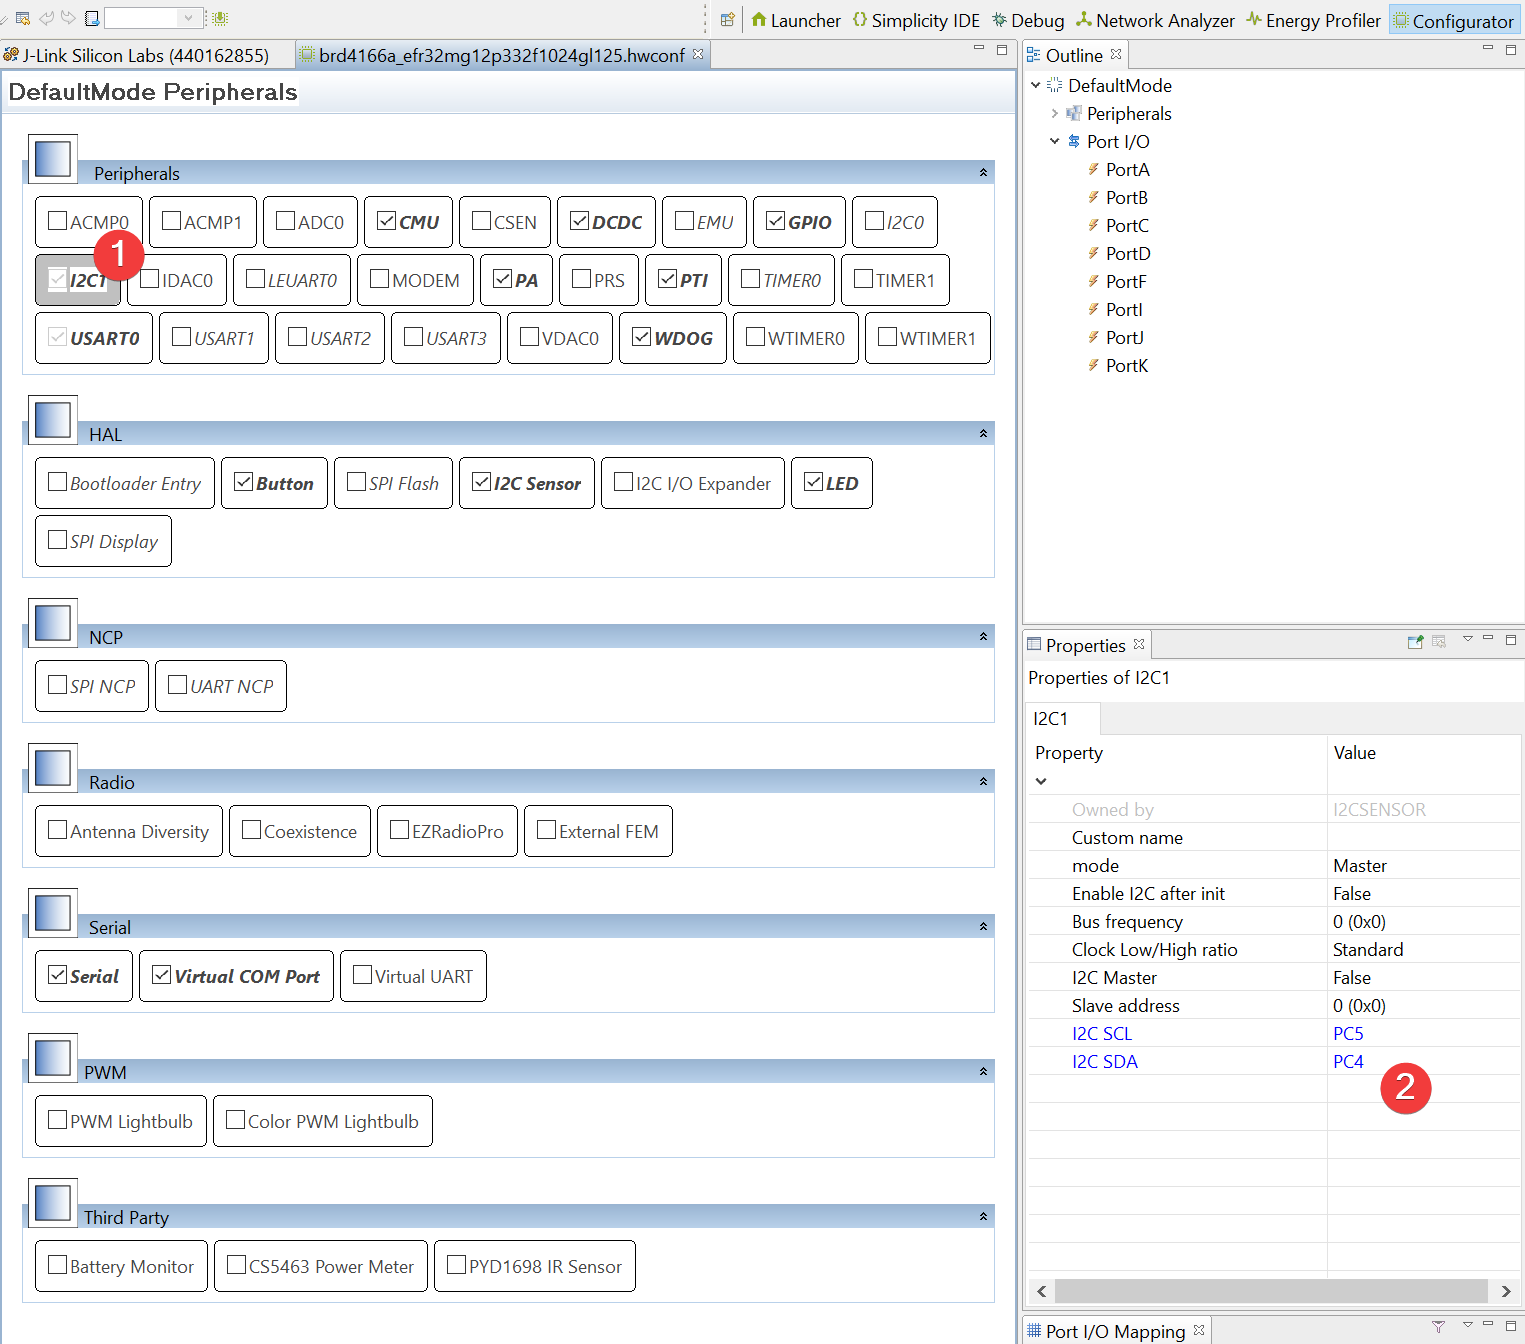 Launcher Simplicity IDE Debug Network Analyzer Energy Profiler Configurator
J-Link Silicon Labs (440162855) brd4166a_efr32mg12p332f1024gl125.hwconf
DefaultMode Peripherals
Peripherals
ACMP0 ACMP1 ADC0 CMU CSEN DCDC EMU GPIO I2C0
1
I2C1 IDAC0 LEUART0 MODEM PA PRS PTI TIMER0 TIMER1
USART0 USART1 USART2 USART3 VDAC0 WDOG WTIMER0 WTIMER1
HAL
Bootloader Entry Button SPI Flash I2C Sensor I2C I/O Expander LED
SPI Display
NCP
SPI NCP UART NCP
Radio
Antenna Diversity Coexistence EZRadioPro External FEM
Serial
Serial Virtual COM Port Virtual UART
PWM
PWM Lightbulb Color PWM Lightbulb
Third Party
Battery Monitor CS5463 Power Meter PYD1698 IR Sensor
Outline
DefaultMode
Peripherals
Port I/O
PortA
PortB
PortC
PortD
PortF
PortI
PortJ
PortK
Properties
Properties of I2C1
I2C1
Property Value
Owned by I2CSENSOR
Custom name
mode Master
Enable I2C after init False
Bus frequency 0 (0x0)
Clock Low/High ratio Standard
I2C Master False
Slave address 0 (0x0)
I2C SCL PC5
I2C SDA PC4
2
Port I/O Mapping